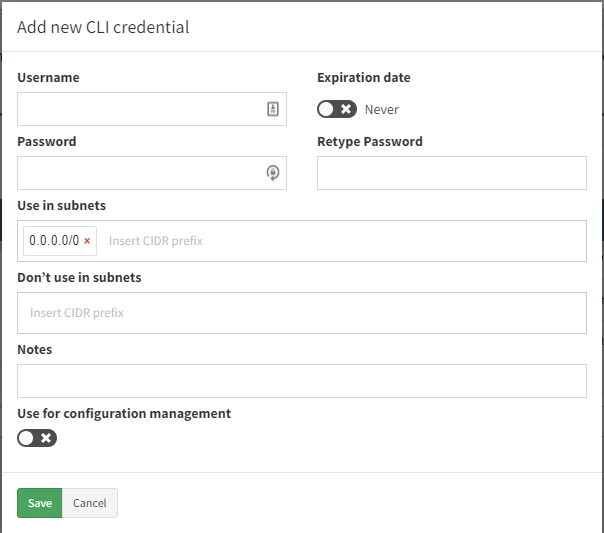 Add new CLI credential
Username
Expiration date
Never
Password
Retype Password
Use in subnets
0.0.0.0/0 × Insert CIDR prefix
Don't use in subnets
Insert CIDR prefix
Notes
Use for configuration management
Save Cancel